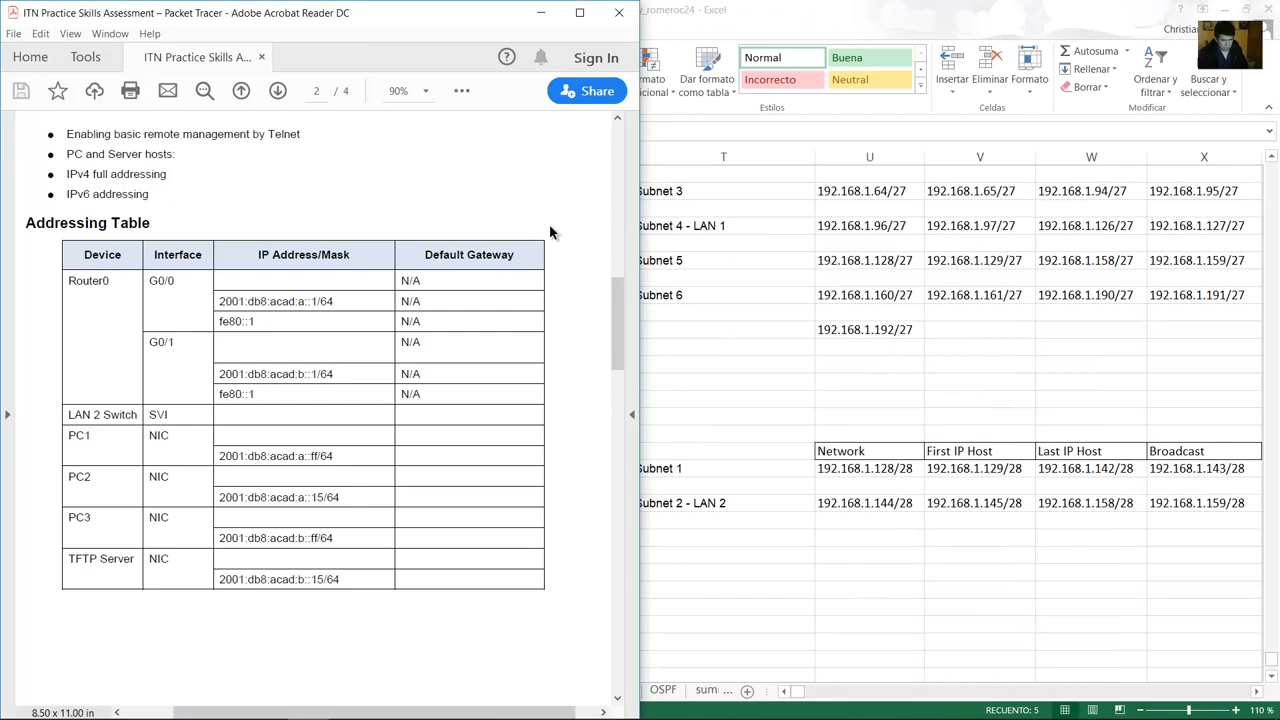 ITN Practice Skills Assessment – Packet Tracer - Adobe Acrobat Reader DC
File Edit View Window Help
Home Tools ITN Practice Skills A... × Sign In
2 / 4 90% Share
● Enabling basic remote management by Telnet
● PC and Server hosts:
● IPv4 full addressing
● IPv6 addressing
Addressing Table
Device Interface IP Address/Mask Default Gateway
Router0 G0/0 N/A
2001:db8:acad:a::1/64 N/A
fe80::1 N/A
G0/1 N/A
2001:db8:acad:b::1/64 N/A
fe80::1 N/A
LAN 2 Switch SVI
PC1 NIC
2001:db8:acad:a::ff/64
PC2 NIC
2001:db8:acad:a::15/64
PC3 NIC
2001:db8:acad:b::ff/64
TFTP Server NIC
2001:db8:acad:b::15/64
8.50 x 11.00 in
_romeroc24 - Excel
Christian
Normal Buena
Incorrecto Neutral
Estilos
ormato
icional
Dar formato
como tabla
Insertar Eliminar Formato
Celdas
Σ Autosuma
Rellenar
Borrar
Ordenar y
filtrar
Buscar y
seleccionar
Modificar
T U V W X
Subnet 3 192.168.1.64/27 192.168.1.65/27 192.168.1.94/27 192.168.1.95/27
Subnet 4 - LAN 1 192.168.1.96/27 192.168.1.97/27 192.168.1.126/27 192.168.1.127/27
Subnet 5 192.168.1.128/27 192.168.1.129/27 192.168.1.158/27 192.168.1.159/27
Subnet 6 192.168.1.160/27 192.168.1.161/27 192.168.1.190/27 192.168.1.191/27
192.168.1.192/27
Network First IP Host Last IP Host Broadcast
Subnet 1 192.168.1.128/28 192.168.1.129/28 192.168.1.142/28 192.168.1.143/28
Subnet 2 - LAN 2 192.168.1.144/28 192.168.1.145/28 192.168.1.158/28 192.168.1.159/28
OSPF sum ...
RECUENTO: 5 110 %